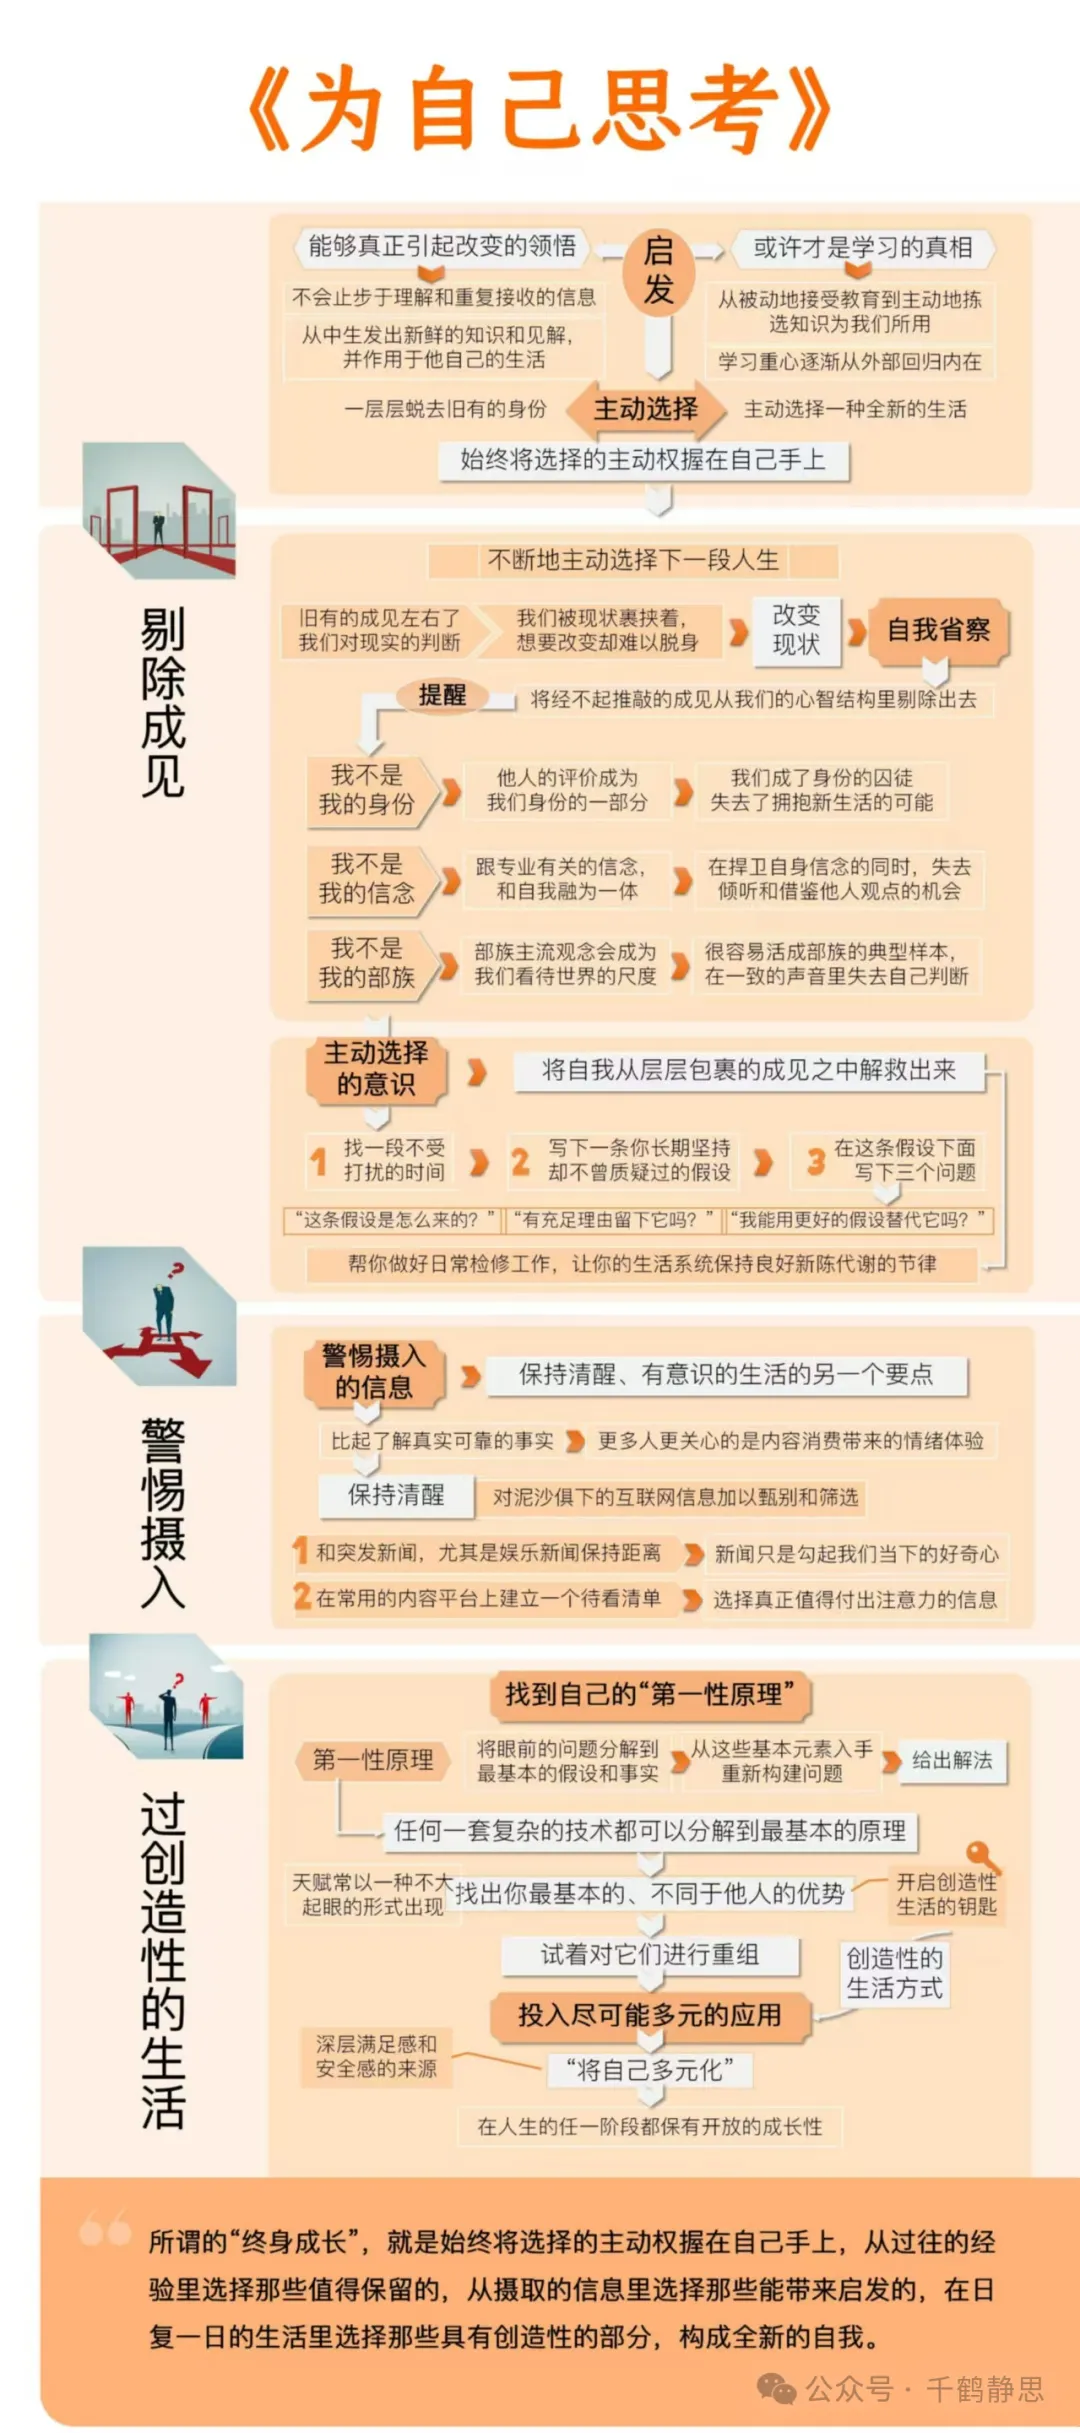 《为自己思考》
能够真正引起改变的领悟
启
发
或许才是学习的真相
不会止步于理解和重复接收的信息
从中生发出新鲜的知识和见解，
并作用于他自己的生活
从被动地接受教育到主动地拣
选知识为我们所用
学习重心逐渐从外部回归内在
一层层蜕去旧有的身份
主动选择
主动选择一种全新的生活
始终将选择的主动权握在自己手上
剔除成见
不断地主动选择下一段人生
旧有的成见左右了
我们对现实的判断
我们被现状裹挟着，
想要改变却难以脱身
改变
现状
自我省察
提醒
将经不起推敲的成见从我们的心智结构里剔除出去
我不是
我的身份
他人的评价成为
我们身份的一部分
我们成了身份的囚徒
失去了拥抱新生活的可能
我不是
我的信念
跟专业有关的信念，
和自我融为一体
在捍卫自身信念的同时，失去
倾听和借鉴他人观点的机会
我不是
我的部族
部族主流观念会成为
我们看待世界的尺度
很容易活成部族的典型样本，
在一致的声音里失去自己判断
主动选择
的意识
将自我从层层包裹的成见之中解救出来
1
找一段不受
打扰的时间
2
写下一条你长期坚持
却不曾质疑过的假设
3
在这条假设下面
写下三个问题
“这条假设是怎么来的？”
“有充足理由留下它吗？”
“我能用更好的假设替代它吗？”
帮你做好日常检修工作，让你的生活系统保持良好新陈代谢的节律
警惕摄入
警惕摄入
的信息
保持清醒、有意识的生活的另一个要点
比起了解真实可靠的事实
更多人更关心的是内容消费带来的情绪体验
保持清醒
对泥沙俱下的互联网信息加以甄别和筛选
1 和突发新闻，尤其是娱乐新闻保持距离
新闻只是勾起我们当下的好奇心
2 在常用的内容平台上建立一个待看清单
选择真正值得付出注意力的信息
过创造性的生活
找到自己的“第一性原理”
第一性原理
将眼前的问题分解到
最基本的假设和事实
从这些基本元素入手
重新构建问题
给出解法
任何一套复杂的技术都可以分解到最基本的原理
天赋常以一种不大
起眼的形式出现
找出你最基本的、不同于他人的优势
开启创造性
生活的钥匙
试着对它们进行重组
创造性的
生活方式
投入尽可能多元的应用
深层满足感和
安全感的来源
“将自己多元化”
在人生的任一阶段都保有开放的成长性
所谓的“终身成长”，就是始终将选择的主动权握在自己手上，从过往的经
验里选择那些值得保留的，从摄取的信息里选择那些能带来启发的，在日
复一日的生活里选择那些具有创造性的部分，构成全新的自我。
公众号·千鹤静思